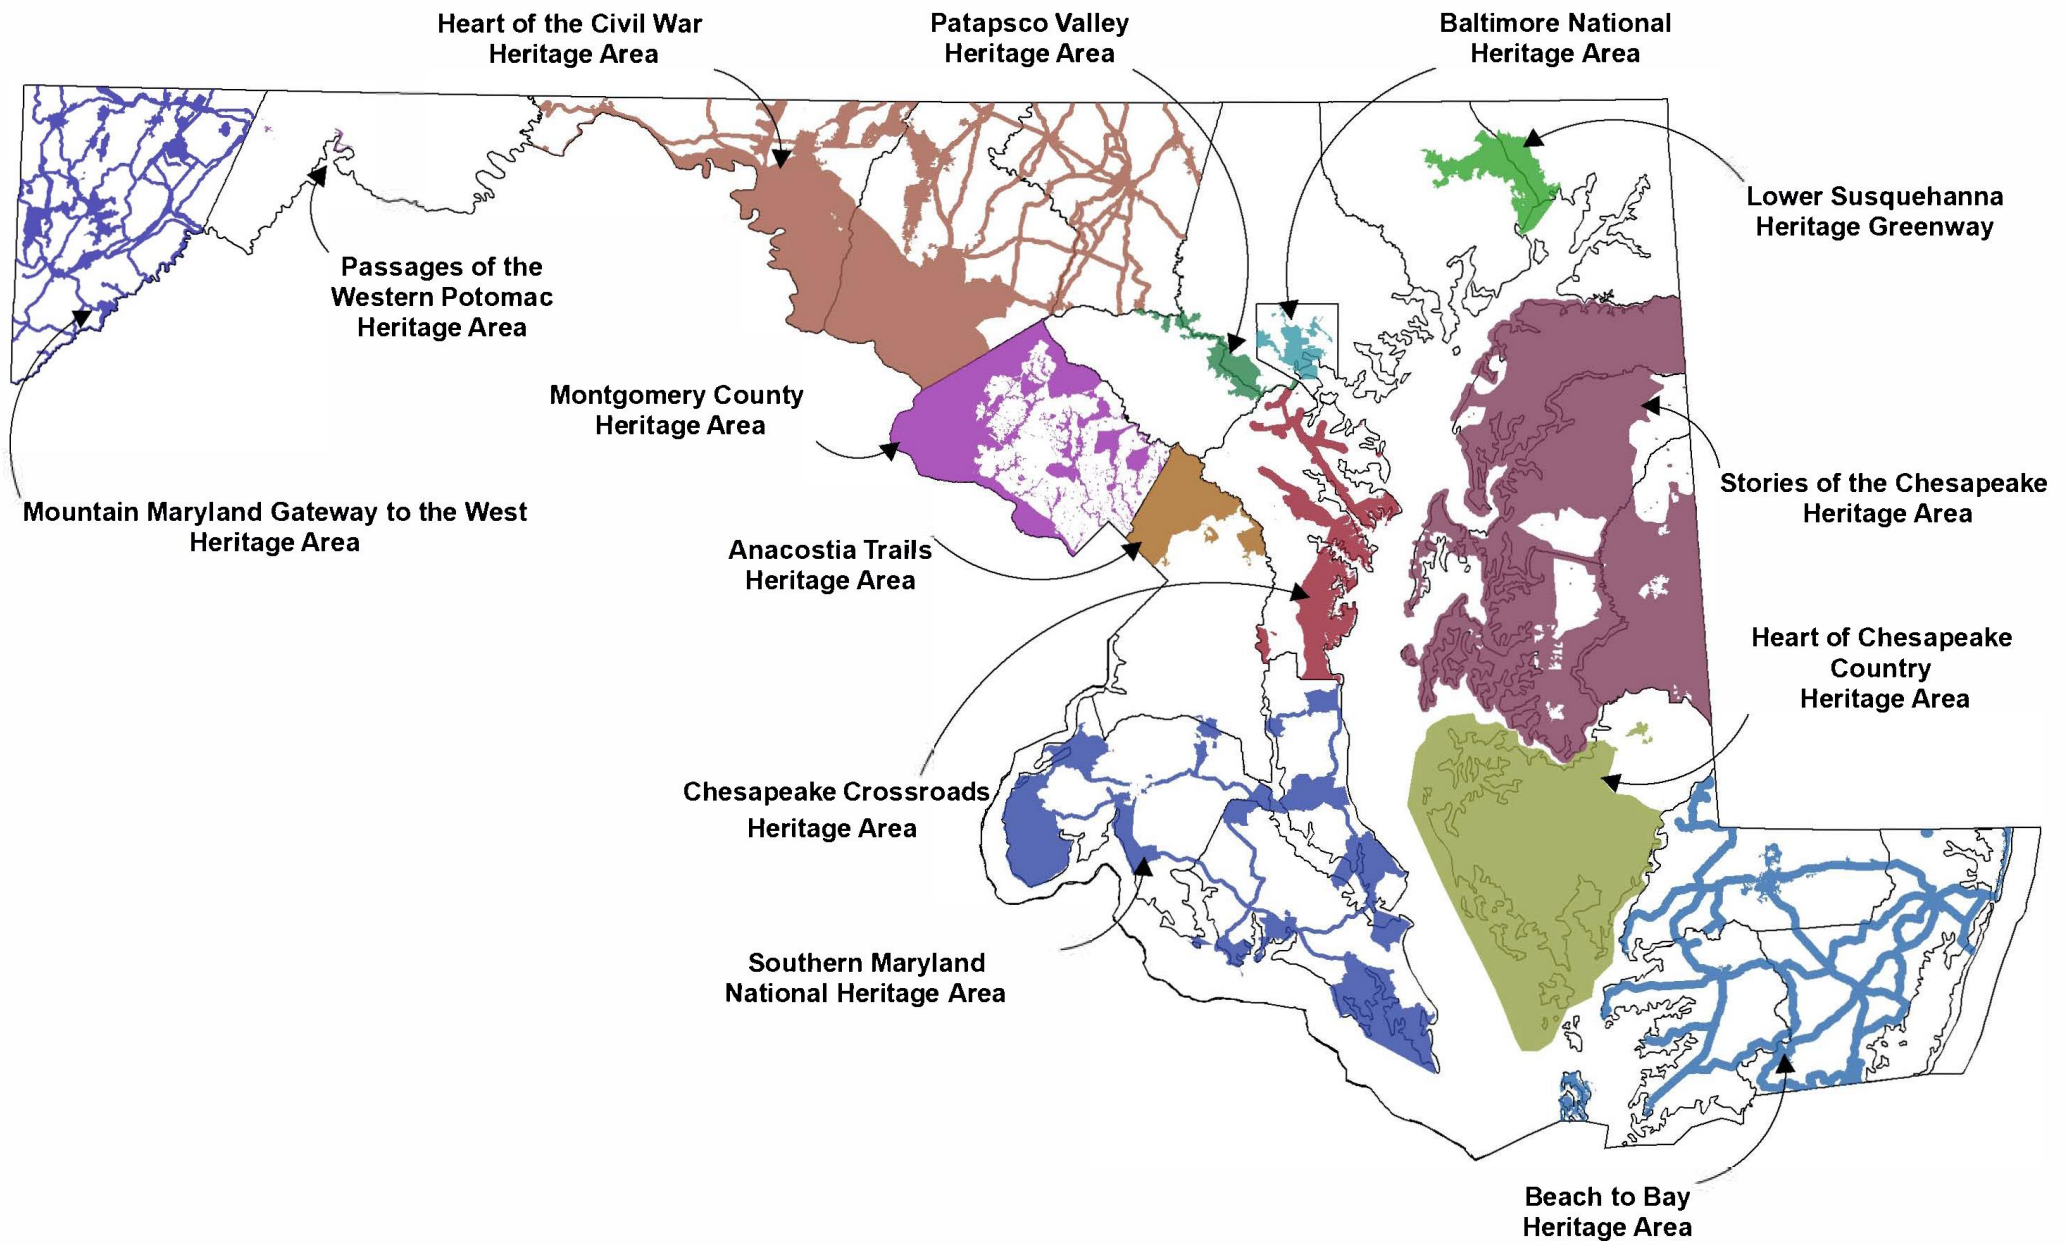 Heart of the Civil War
Heritage Area
Patapsco Valley
Heritage Area
Baltimore National
Heritage Area
Lower Susquehanna
Heritage Greenway
Passages of the
Western Potomac
Heritage Area
Montgomery County
Heritage Area
Mountain Maryland Gateway to the West
Heritage Area
Stories of the Chesapeake
Heritage Area
Anacostia Trails
Heritage Area
Heart of Chesapeake
Country
Heritage Area
Chesapeake Crossroads
Heritage Area
Southern Maryland
National Heritage Area
Beach to Bay
Heritage Area